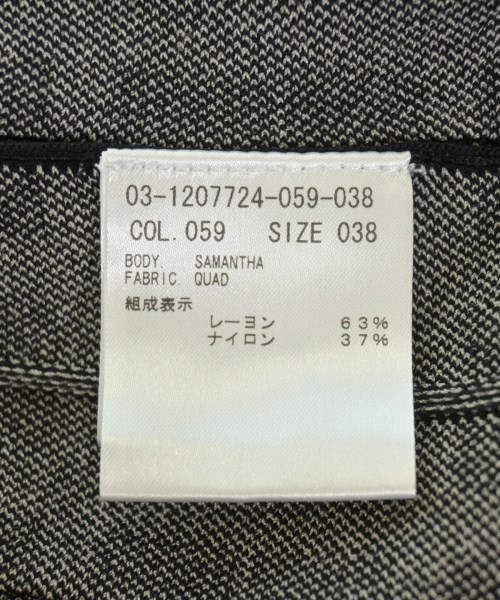 03-1207724-059-038
COL. 059 SIZE 038
BODY. SAMANTHA
FABRIC. QUAD
組成表示
レーヨン 63%
ナイロン 37%